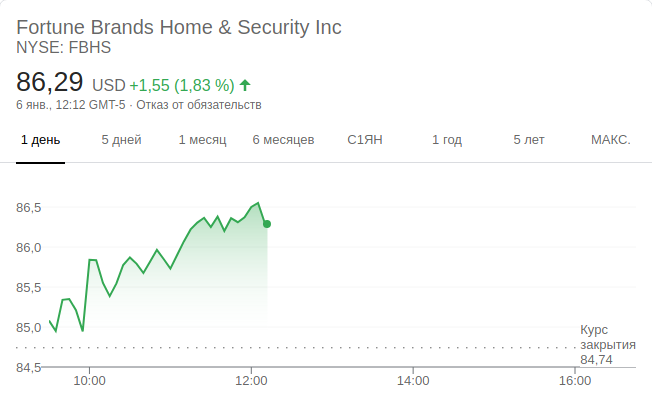 Fortune Brands Home & Security Inc
NYSE: FBHS
86,29 USD +1,55 (1,83 %)
6 янв., 12:12 GMT-5 · Отказ от обязательств
1 день 5 дней 1 месяц 6 месяцев С1ЯН 1 год 5 лет МАКС.
86,5
86,0
85,5
85,0
Курс
закрытия
84,74
84,5
10:00 12:00 14:00 16:00